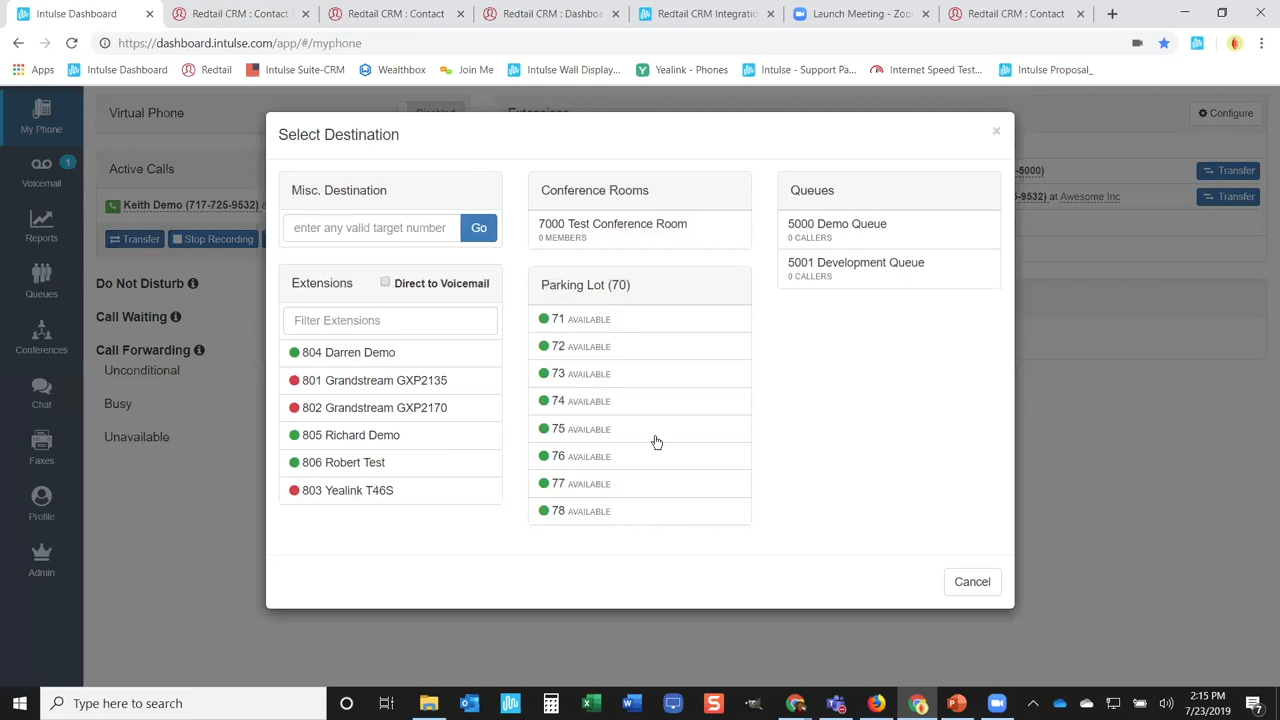 Intulse Dashboard
Redtail CRM : Contact
Redtail CRM : Contact
Redtail CRM : Dashbo
Redtail CRM Integratio
Launch Meeting - Zoo
Redtail CRM : Contact
https://dashboard.intulse.com/app/#/myphone
Apps
Intulse Dashboard
Redtail
Intulse Suite-CRM
Wealthbox
Join Me
Intulse Wall Display...
Yealink - Phones
Intulse - Support Pa...
Internet Speed Test...
Intulse Proposal_
My Phone
Voicemail
1
Reports
Queues
Conferences
Chat
Faxes
Profile
Admin
Virtual Phone
Disabled
Extensions
Configure
Active Calls
Keith Demo (717-725-9532) a
Transfer
Stop Recording
-5000)
Transfer
-9532) at Awesome Inc
Transfer
Do Not Disturb
Call Waiting
Call Forwarding
Unconditional
Busy
Unavailable
Select Destination
×
Misc. Destination
enter any valid target number
Go
Extensions
Direct to Voicemail
Filter Extensions
804 Darren Demo
801 Grandstream GXP2135
802 Grandstream GXP2170
805 Richard Demo
806 Robert Test
803 Yealink T46S
Conference Rooms
7000 Test Conference Room
0 MEMBERS
Parking Lot (70)
71 AVAILABLE
72 AVAILABLE
73 AVAILABLE
74 AVAILABLE
75 AVAILABLE
76 AVAILABLE
77 AVAILABLE
78 AVAILABLE
Queues
5000 Demo Queue
0 CALLERS
5001 Development Queue
0 CALLERS
Cancel
Type here to search
2:15 PM
7/23/2019
7